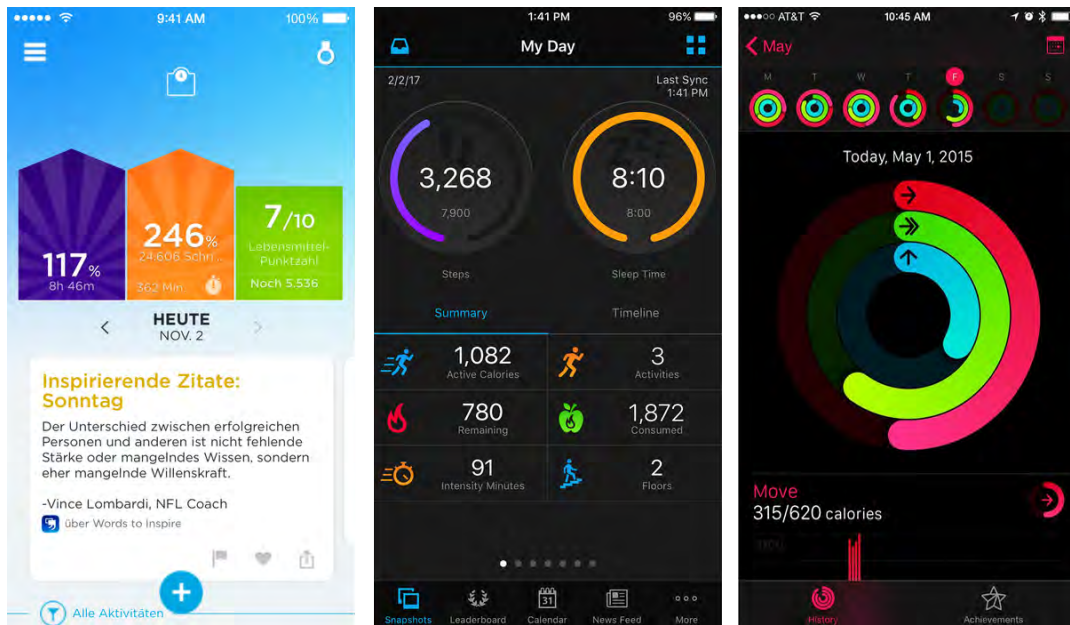 9:41 AM
100%
117%
8h 46m
246%
24.606 Schri...
362 Min...
7/10
Lebensmittel-
Punktzahl
Noch 5.536
HEUTE
NOV. 2
Inspirierende Zitate:
Sonntag
Der Unterschied zwischen erfolgreichen
Personen und anderen ist nicht fehlende
Stärke oder mangelndes Wissen, sondern
eher mangelnde Willenskraft.
-Vince Lombardi, NFL Coach
über Words to Inspire
Alle Aktivitäten
1:41 PM
96%
My Day
2/2/17
Last Sync
1:41 PM
3,268
7,900
Steps
8:10
8:00
Sleep Time
Summary
Timeline
1,082
Active Calories
3
Activities
780
Remaining
1,872
Consumed
91
Intensity Minutes
2
Floors
31
Snapshots
Leaderboard
Calendar
News Feed
More
AT&T
10:45 AM
May
M T W T F S S
Today, May 1, 2015
Move
315/620 calories
History
Achievements